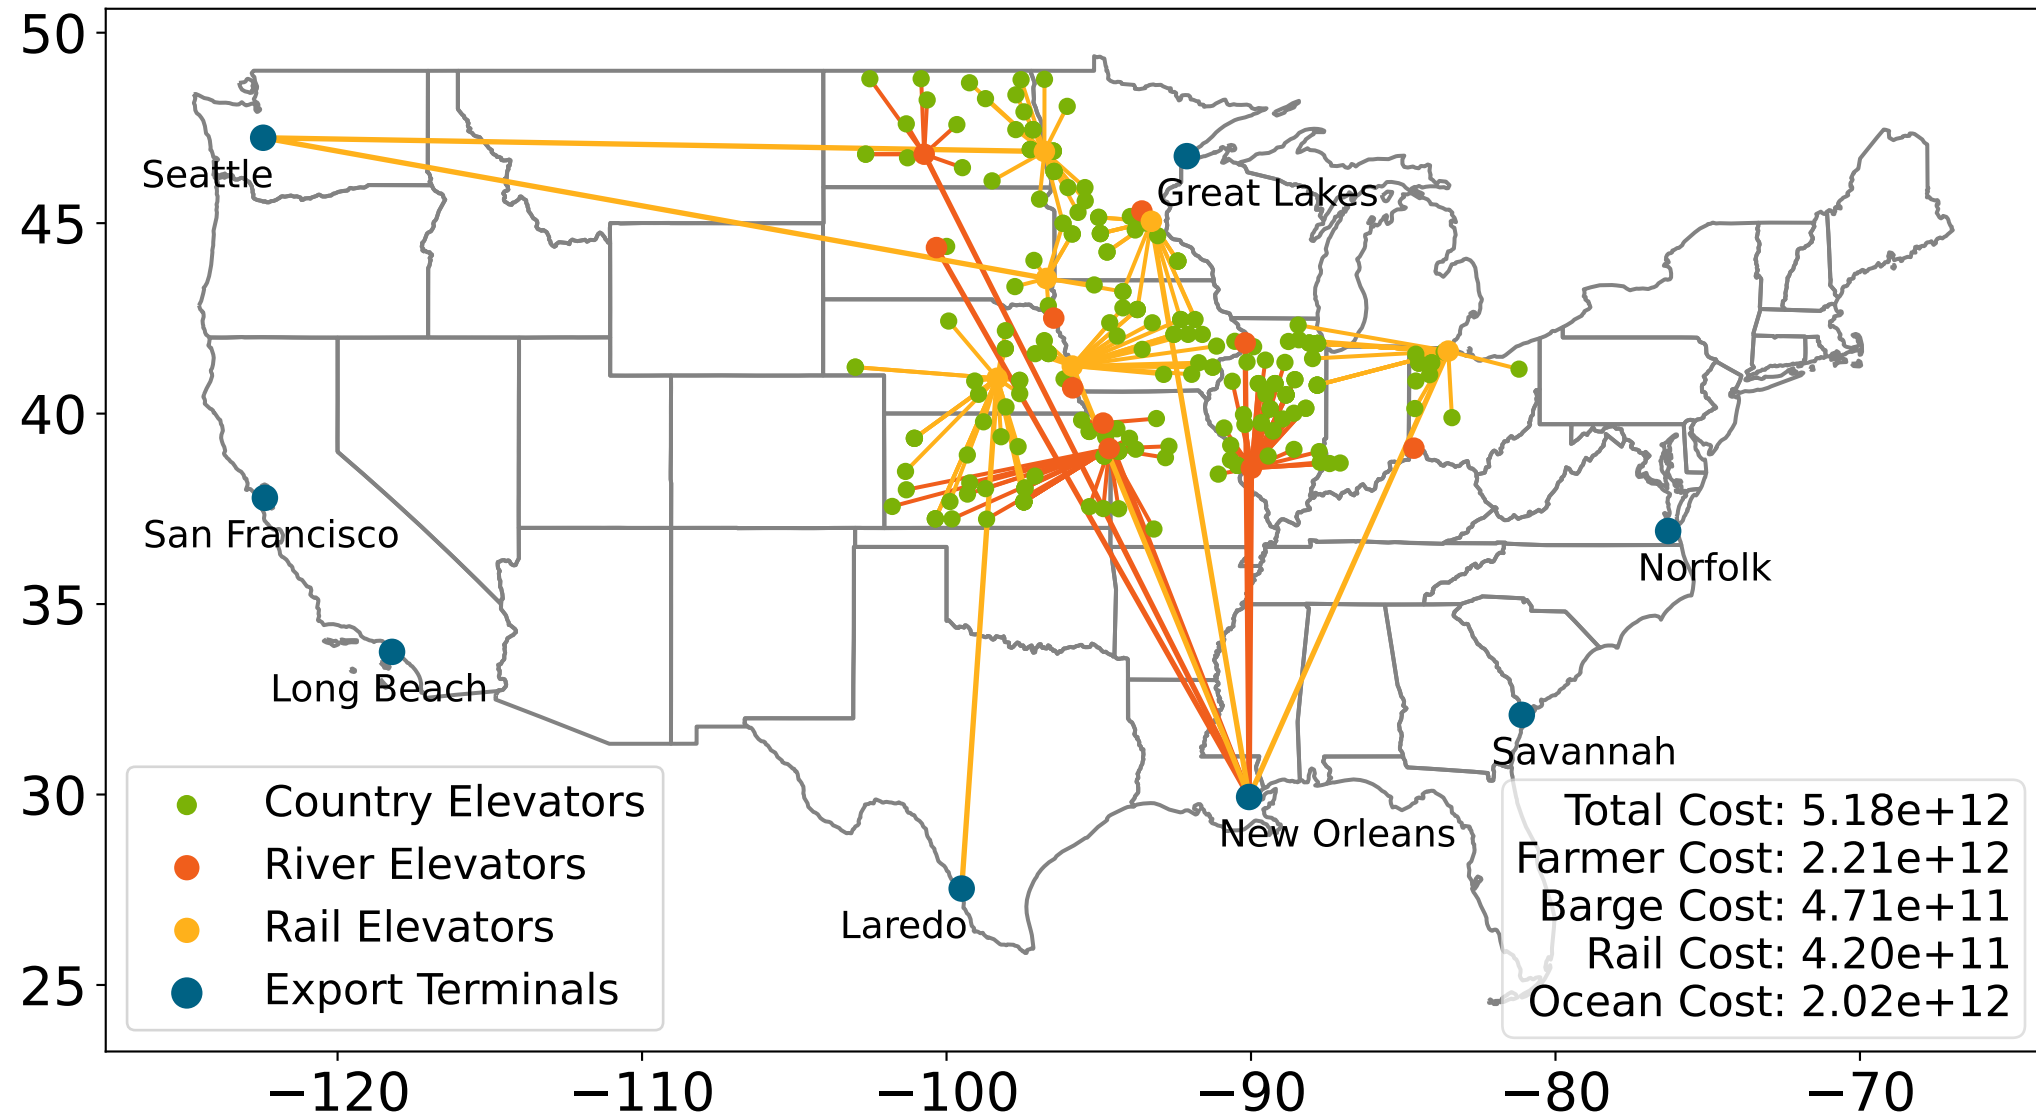 50
45
40
35
30
25
Seattle
Great Lakes
San Francisco
Norfolk
Long Beach
Savannah
New Orleans
Laredo
Country Elevators
River Elevators
Rail Elevators
Export Terminals
Total Cost: 5.18e+12
Farmer Cost: 2.21e+12
Barge Cost: 4.71e+11
Rail Cost: 4.20e+11
Ocean Cost: 2.02e+12
−120 −110 −100 −90 −80 −70